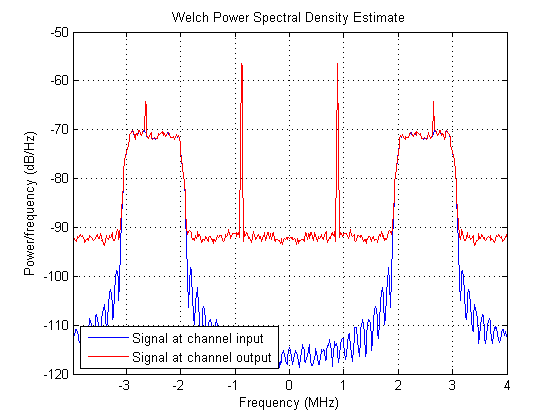 Welch Power Spectral Density Estimate
Power/frequency (dB/Hz)
-50
-60
-70
-80
-90
-100
-110
-120
Signal at channel input
Signal at channel output
-3 -2 -1 0 1 2 3 4
Frequency (MHz)